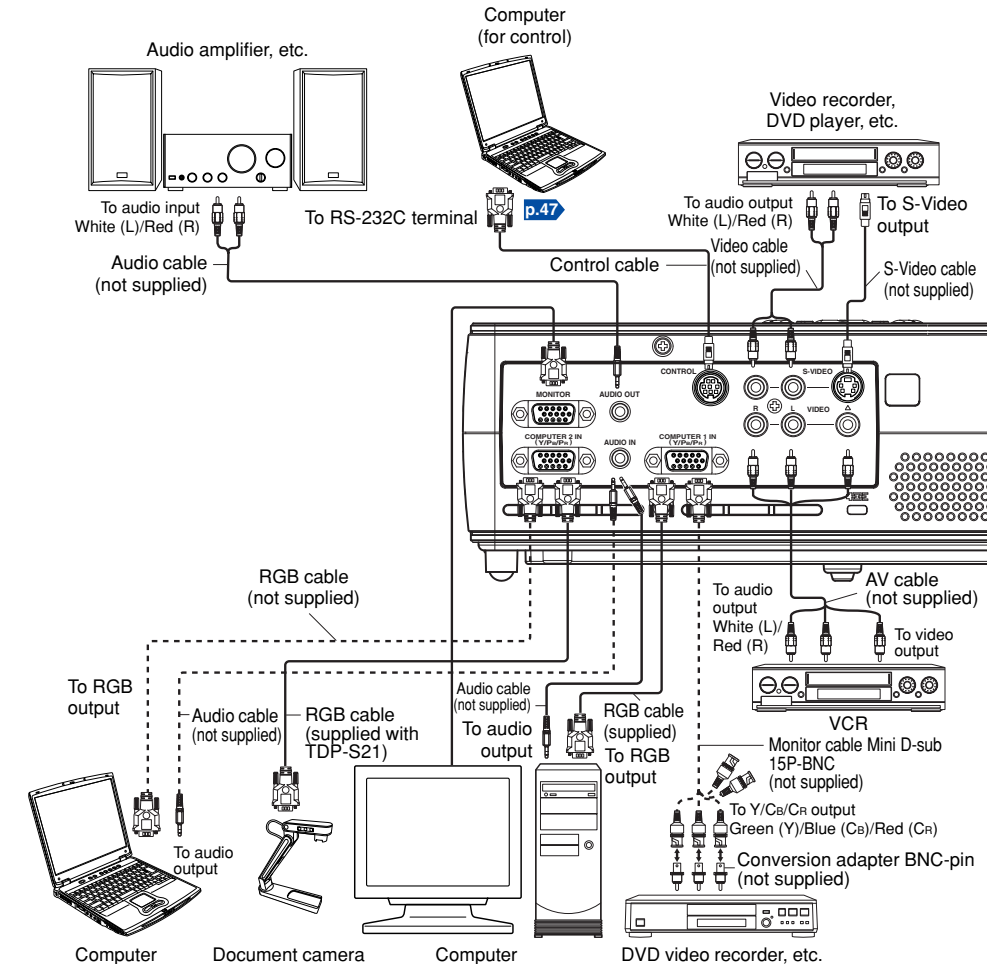 Computer
(for control)
Audio amplifier, etc.
Video recorder,
DVD player, etc.
To audio input
White (L)/Red (R)
To RS-232C terminal
p.47
To audio output
White (L)/Red (R)
To S-Video
output
Audio cable
(not supplied)
Control cable
Video cable
(not supplied)
S-Video cable
(not supplied)
CONTROL
S-VIDEO
MONITOR
AUDIO OUT
R
L
VIDEO
COMPUTER 2 IN
(Y/PB/PR)
AUDIO IN
COMPUTER 1 IN
(Y/PB/PR)
RGB cable
(not supplied)
To audio
output
White (L)/
Red (R)
AV cable
(not supplied)
To video
output
To RGB
output
Audio cable
(not supplied)
RGB cable
(supplied with
TDP-S21)
Audio cable
(not supplied)
To audio
output
RGB cable
(supplied)
To RGB
output
VCR
Monitor cable Mini D-sub
15P-BNC
(not supplied)
To Y/CB/CR output
Green (Y)/Blue (CB)/Red (CR)
To audio
output
Conversion adapter BNC-pin
(not supplied)
Computer
Document camera
Computer
DVD video recorder, etc.